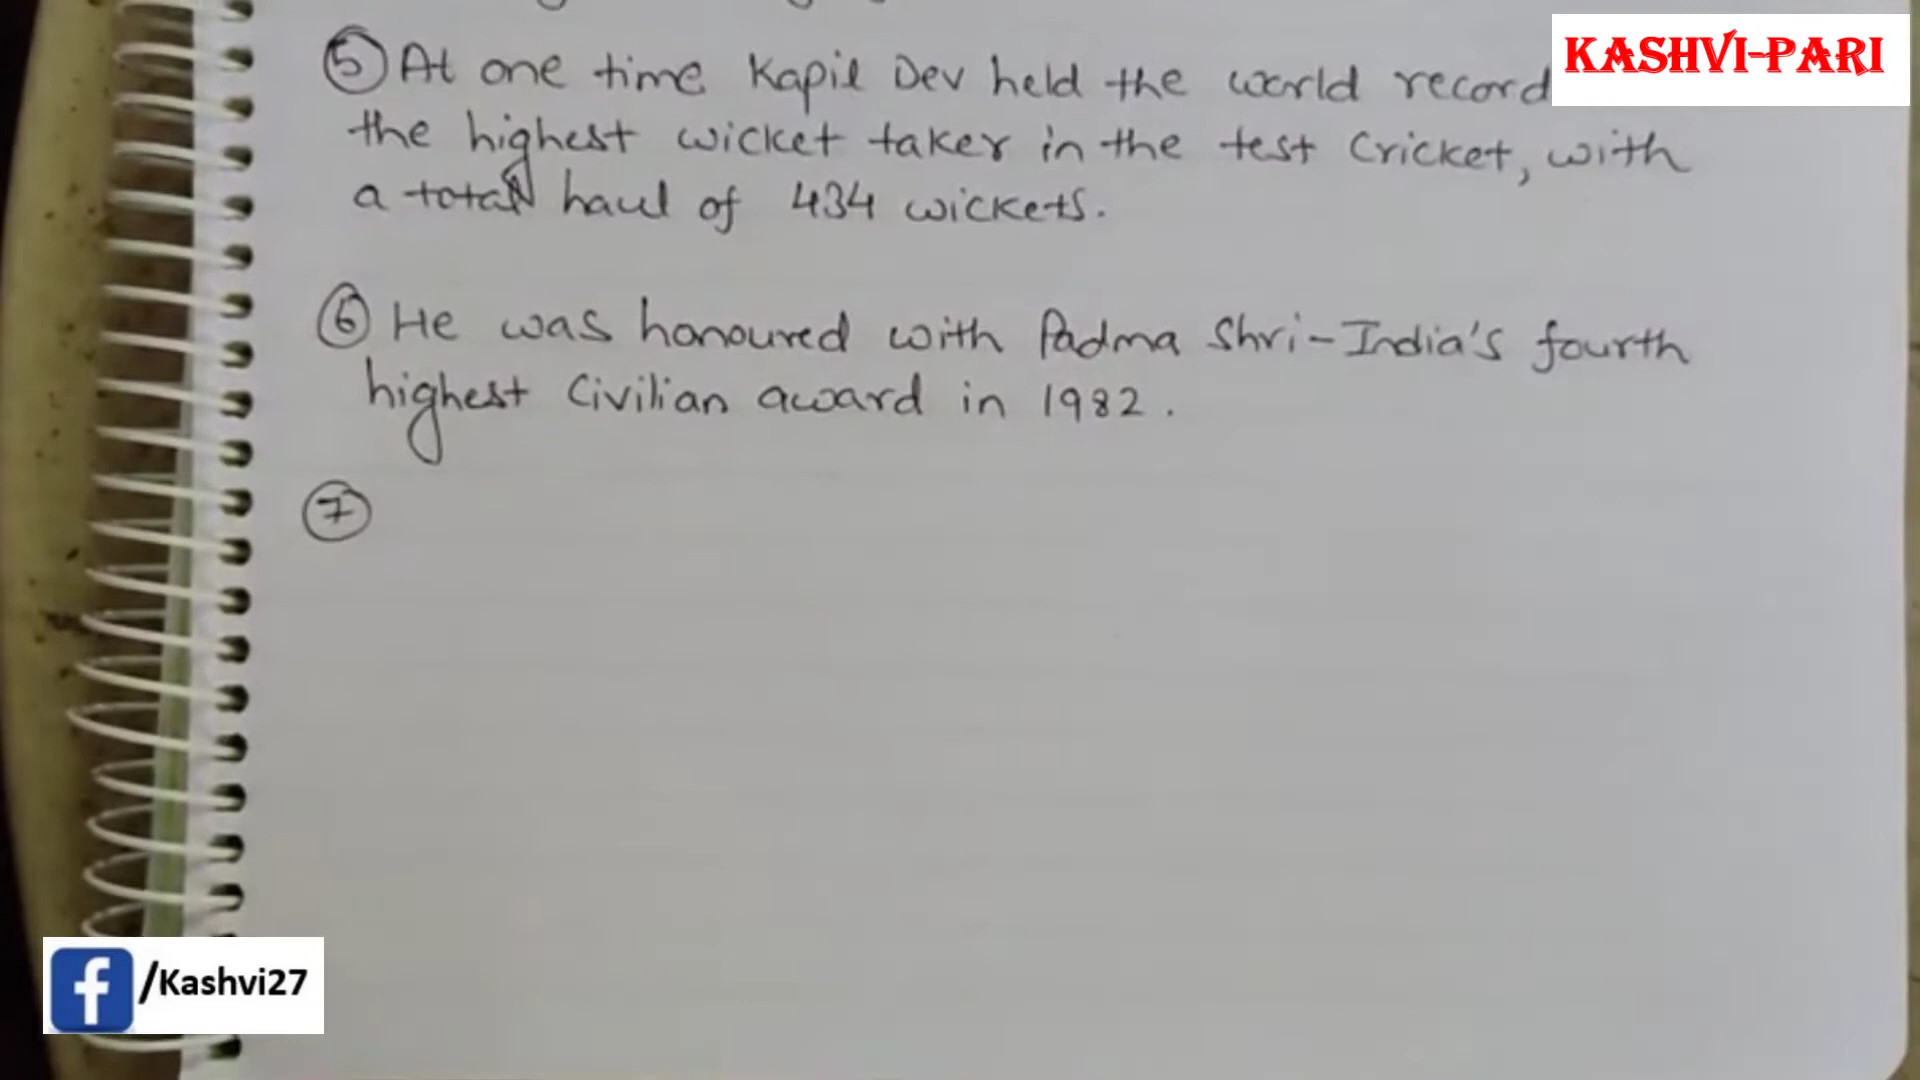 KASHVI-PARI
⑤ At one time Kapil Dev held the world record
the highest wicket taker in the test Cricket, with
a total haul of 434 wickets.
⑥ He was honoured with Padma Shri-India's fourth
highest Civilian award in 1982.
⑦
f /Kashvi27